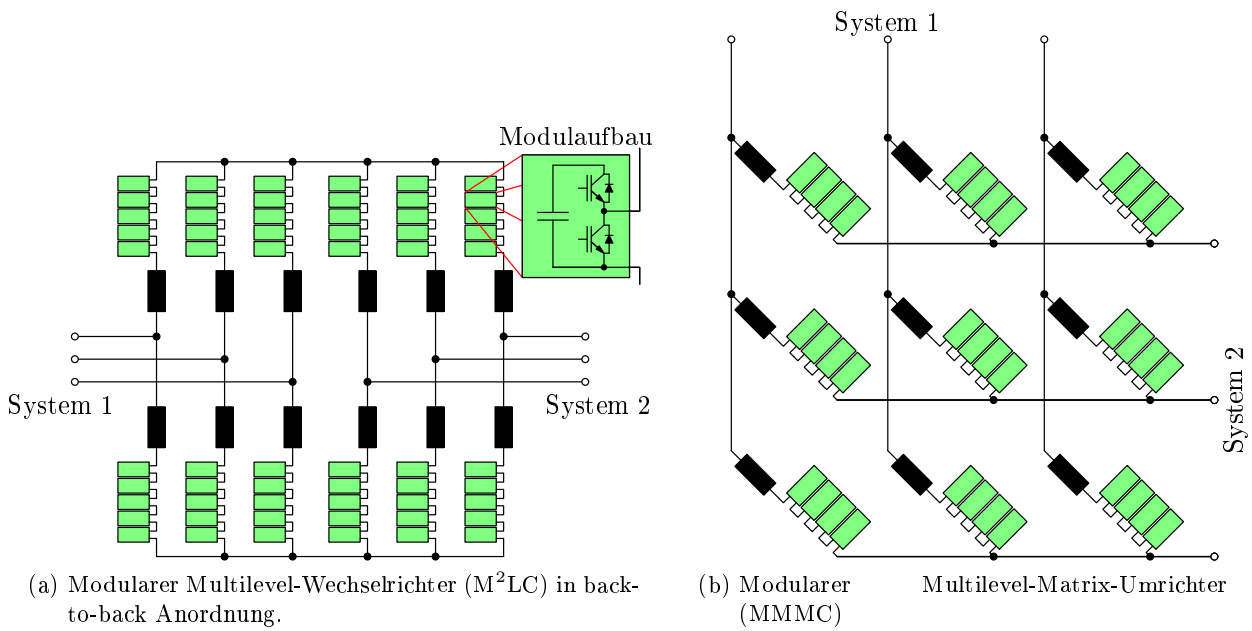 System 1
Modulaufbau
System 1
System 2
System 2
(a) Modularer Multilevel-Wechselrichter (M²LC) in back-
to-back Anordnung.
(b) Modularer Multilevel-Matrix-Umrichter
(MMMC)